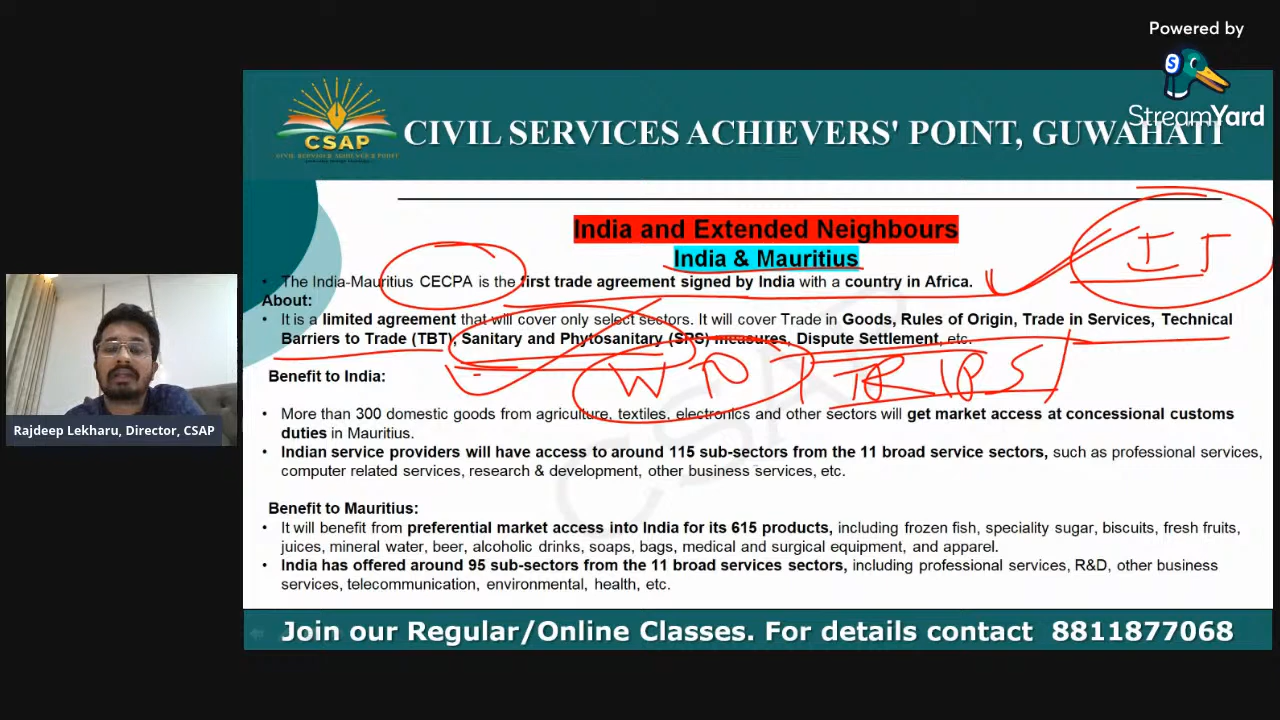 Powered by
StreamYard
CSAP
CIVIL SERVICES ACHIEVERS' POINT, GUWAHATI
India and Extended Neighbours
India & Mauritius
• The India-Mauritius CECPA is the first trade agreement signed by India with a country in Africa.
About:
• It is a limited agreement that will cover only select sectors. It will cover Trade in Goods, Rules of Origin, Trade in Services, Technical
Barriers to Trade (TBT), Sanitary and Phytosanitary (SPS) measures, Dispute Settlement, etc.
Benefit to India:
• More than 300 domestic goods from agriculture, textiles, electronics and other sectors will get market access at concessional customs
duties in Mauritius.
• Indian service providers will have access to around 115 sub-sectors from the 11 broad service sectors, such as professional services,
computer related services, research & development, other business services, etc.
Benefit to Mauritius:
• It will benefit from preferential market access into India for its 615 products, including frozen fish, speciality sugar, biscuits, fresh fruits,
juices, mineral water, beer, alcoholic drinks, soaps, bags, medical and surgical equipment, and apparel.
• India has offered around 95 sub-sectors from the 11 broad services sectors, including professional services, R&D, other business
services, telecommunication, environmental, health, etc.
Rajdeep Lekharu, Director, CSAP
Join our Regular/Online Classes. For details contact 8811877068